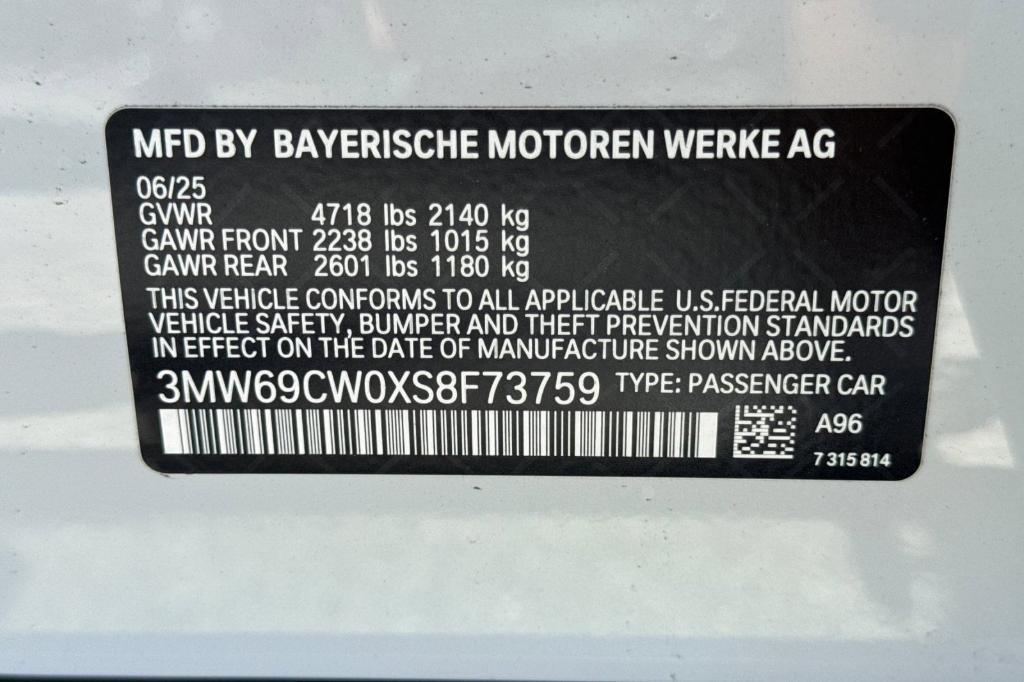 MFD BY BAYERISCHE MOTOREN WERKE AG
06/25
GVWR 4718 lbs 2140 kg
GAWR FRONT 2238 lbs 1015 kg
GAWR REAR 2601 lbs 1180 kg
THIS VEHICLE CONFORMS TO ALL APPLICABLE U.S.FEDERAL MOTOR
VEHICLE SAFETY, BUMPER AND THEFT PREVENTION STANDARDS
IN EFFECT ON THE DATE OF MANUFACTURE SHOWN ABOVE.
3MW69CW0XS8F73759 TYPE: PASSENGER CAR
A96
7 315 814